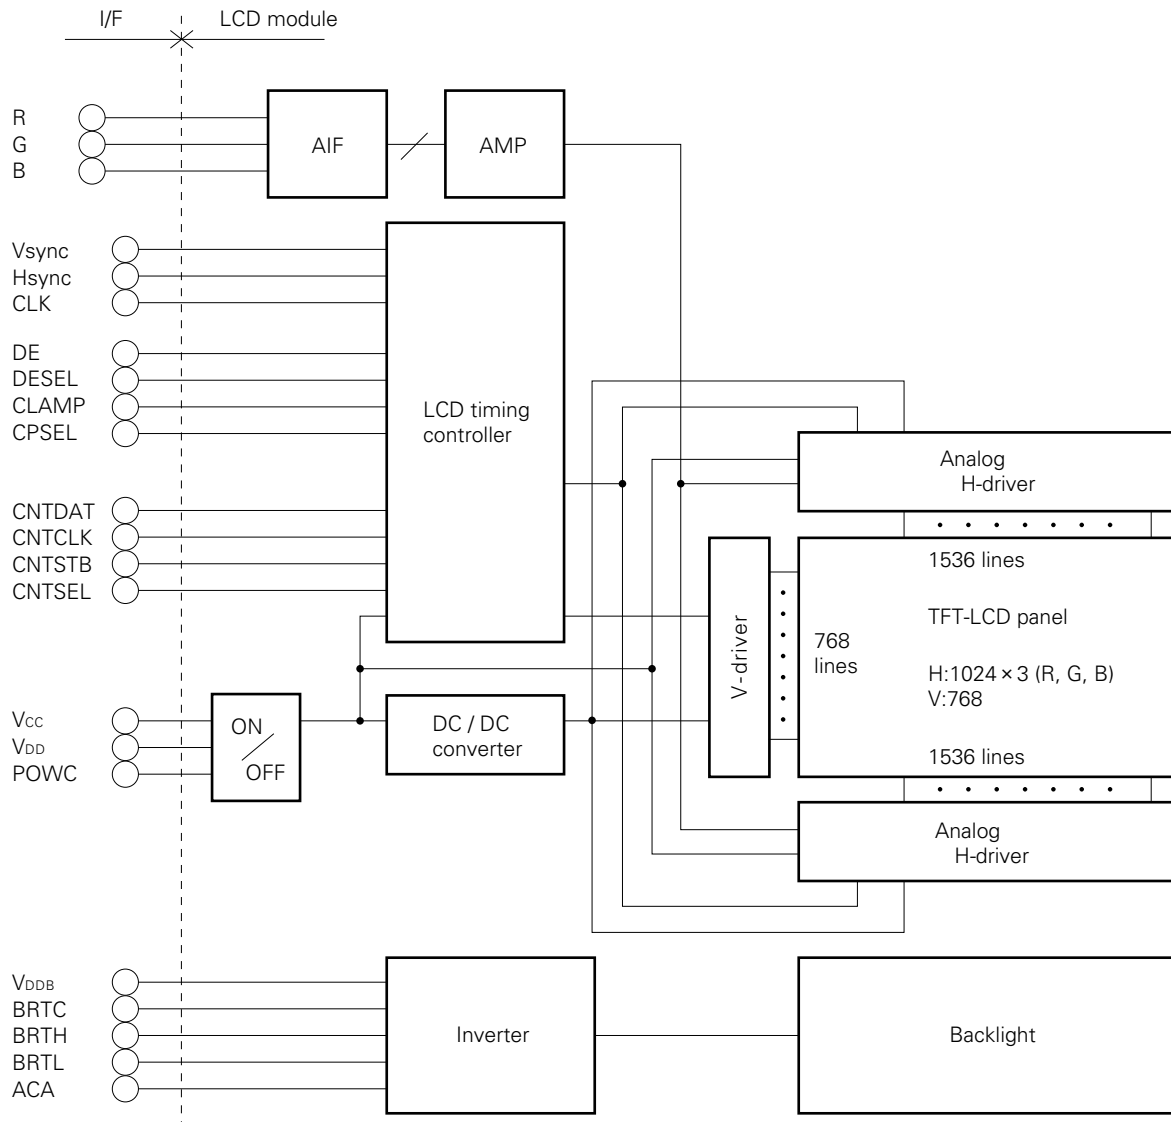 I/F
LCD module
R
G
B
AIF
AMP
Vsync
Hsync
CLK
DE
DESEL
CLAMP
CPSEL
LCD timing
controller
Analog
H-driver
CNTDAT
CNTCLK
CNTSTB
CNTSEL
V-driver
768
lines
1536 lines
TFT-LCD panel
H:1024 × 3 (R, G, B)
V:768
1536 lines
VCC
VDD
POWC
ON
OFF
DC / DC
converter
Analog
H-driver
VDDB
BRTC
BRTH
BRTL
ACA
Inverter
Backlight